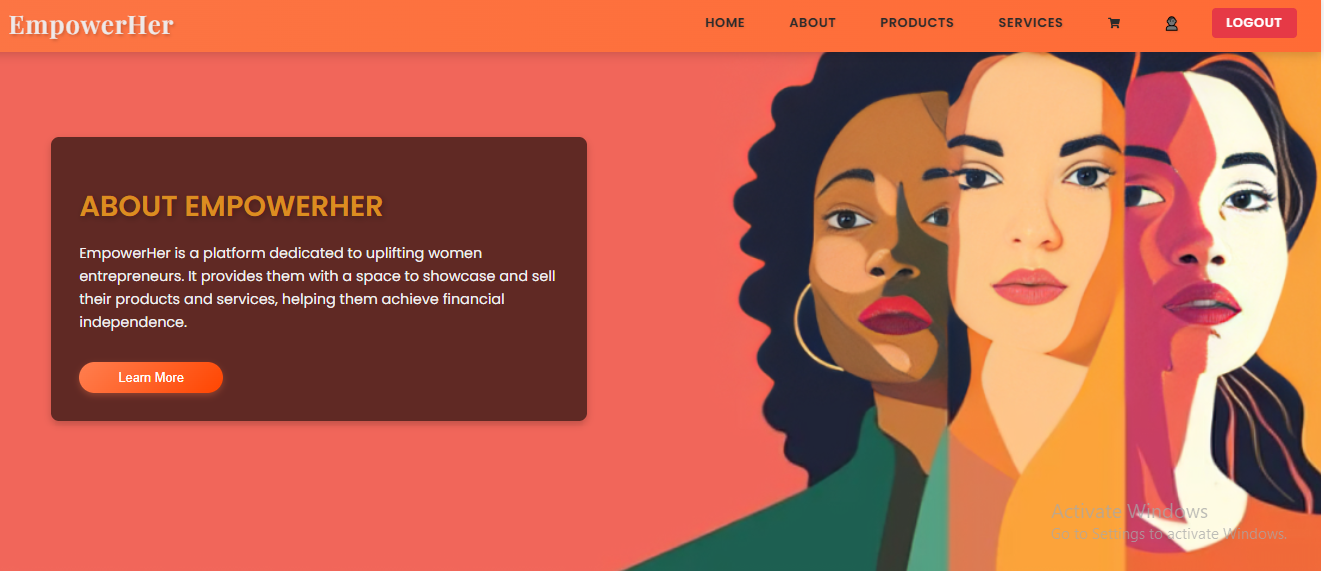 EmpowerHer
HOME ABOUT PRODUCTS SERVICES LOGOUT
ABOUT EMPOWERHER
EmpowerHer is a platform dedicated to uplifting women
entrepreneurs. It provides them with a space to showcase and sell
their products and services, helping them achieve financial
independence.
Learn More
Activate Windows
Go to Settings to activate Windows.